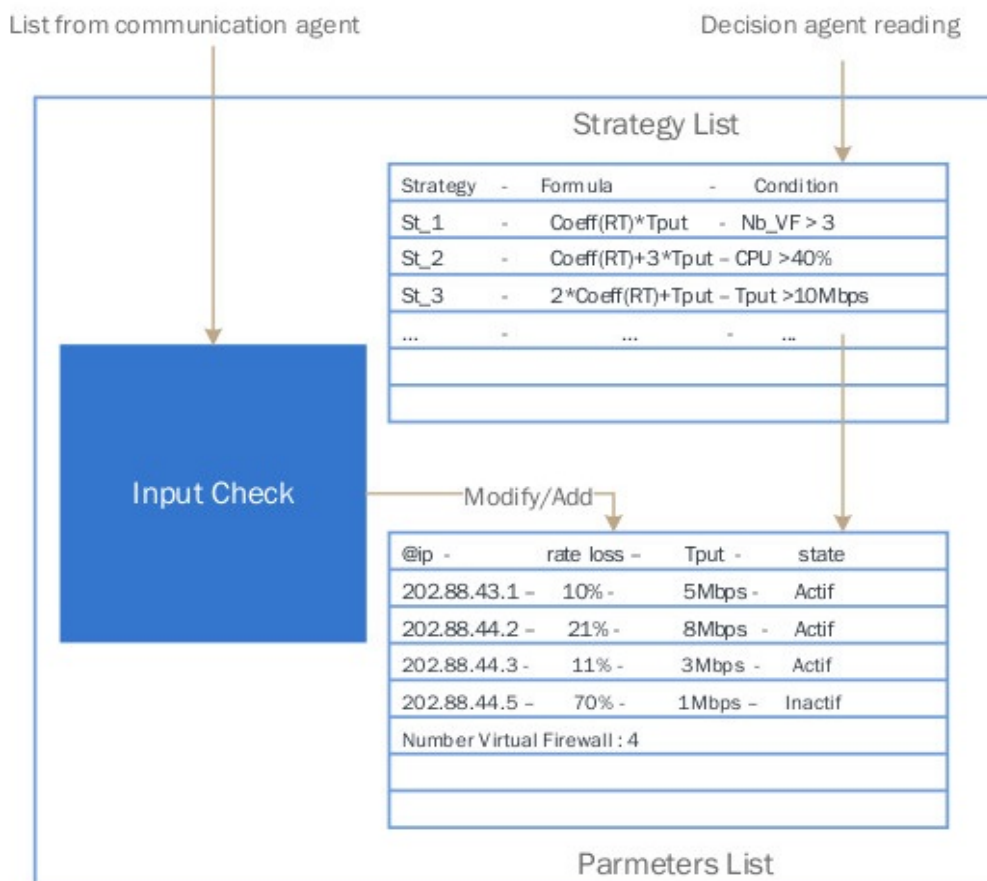 List from communication agent
Decision agent reading
Strategy List
Strategy - Formula - Condition
St_1 - Coeff(RT)*Tput - Nb_VF > 3
St_2 - Coeff(RT)+3*Tput – CPU >40%
St_3 - 2*Coeff(RT)+Tput – Tput >10Mbps
... - ... - ...
Input Check
Modify/Add
@ip - rate loss – Tput - state
202.88.43.1 – 10% - 5Mbps - Actif
202.88.44.2 – 21% - 8Mbps - Actif
202.88.44.3 - 11% - 3Mbps - Actif
202.88.44.5 - 70% - 1Mbps – Inactif
Number Virtual Firewall : 4
Parmeters List